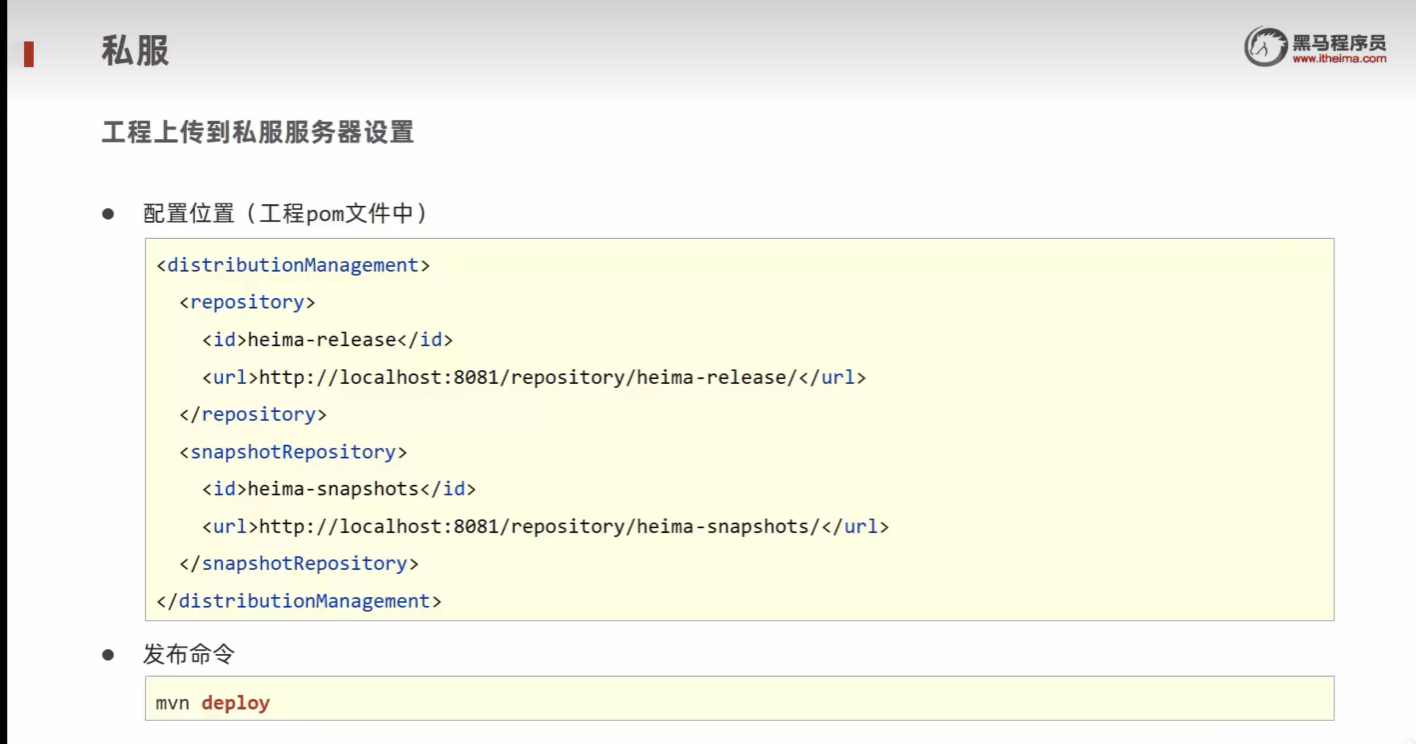 私服
黑马程序员
www.itheima.com
工程上传到私服服务器设置
● 配置位置（工程pom文件中）
<distributionManagement>
  <repository>
    <id>heima-release</id>
    <url>http://localhost:8081/repository/heima-release/</url>
  </repository>
  <snapshotRepository>
    <id>heima-snapshots</id>
    <url>http://localhost:8081/repository/heima-snapshots/</url>
  </snapshotRepository>
</distributionManagement>
● 发布命令
mvn deploy